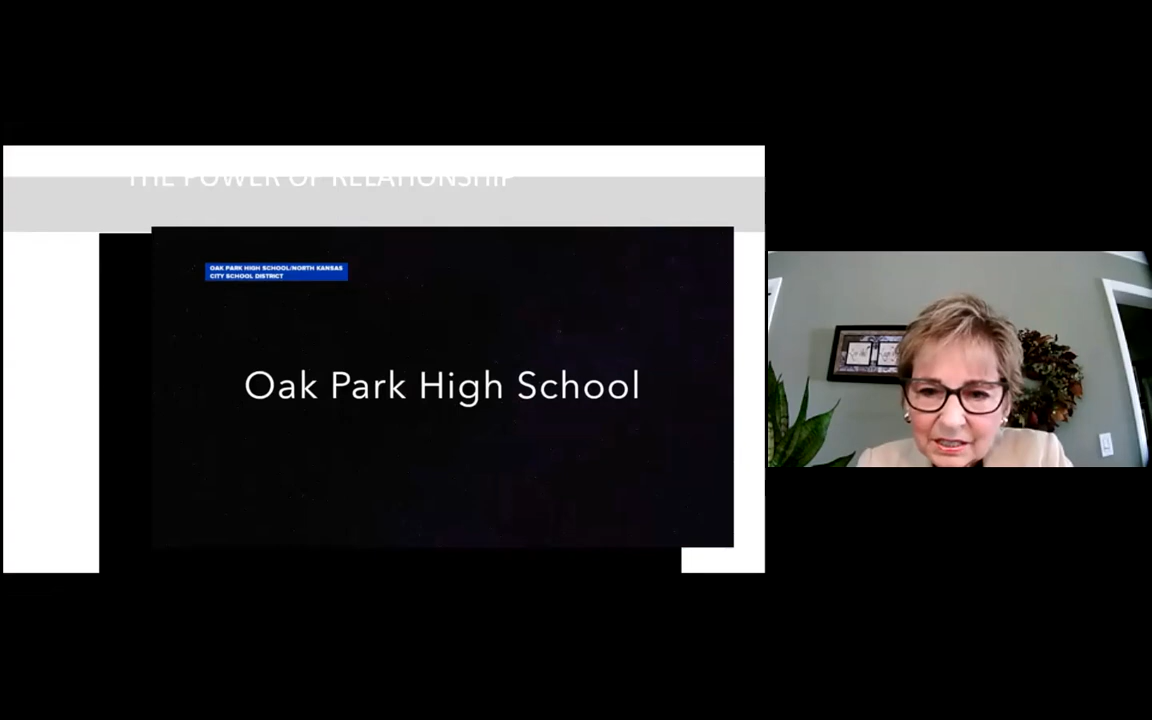 THE POWER OF RELATIONSHIP
OAK PARK HIGH SCHOOL/NORTH KANSAS
CITY SCHOOL DISTRICT
Oak Park High School